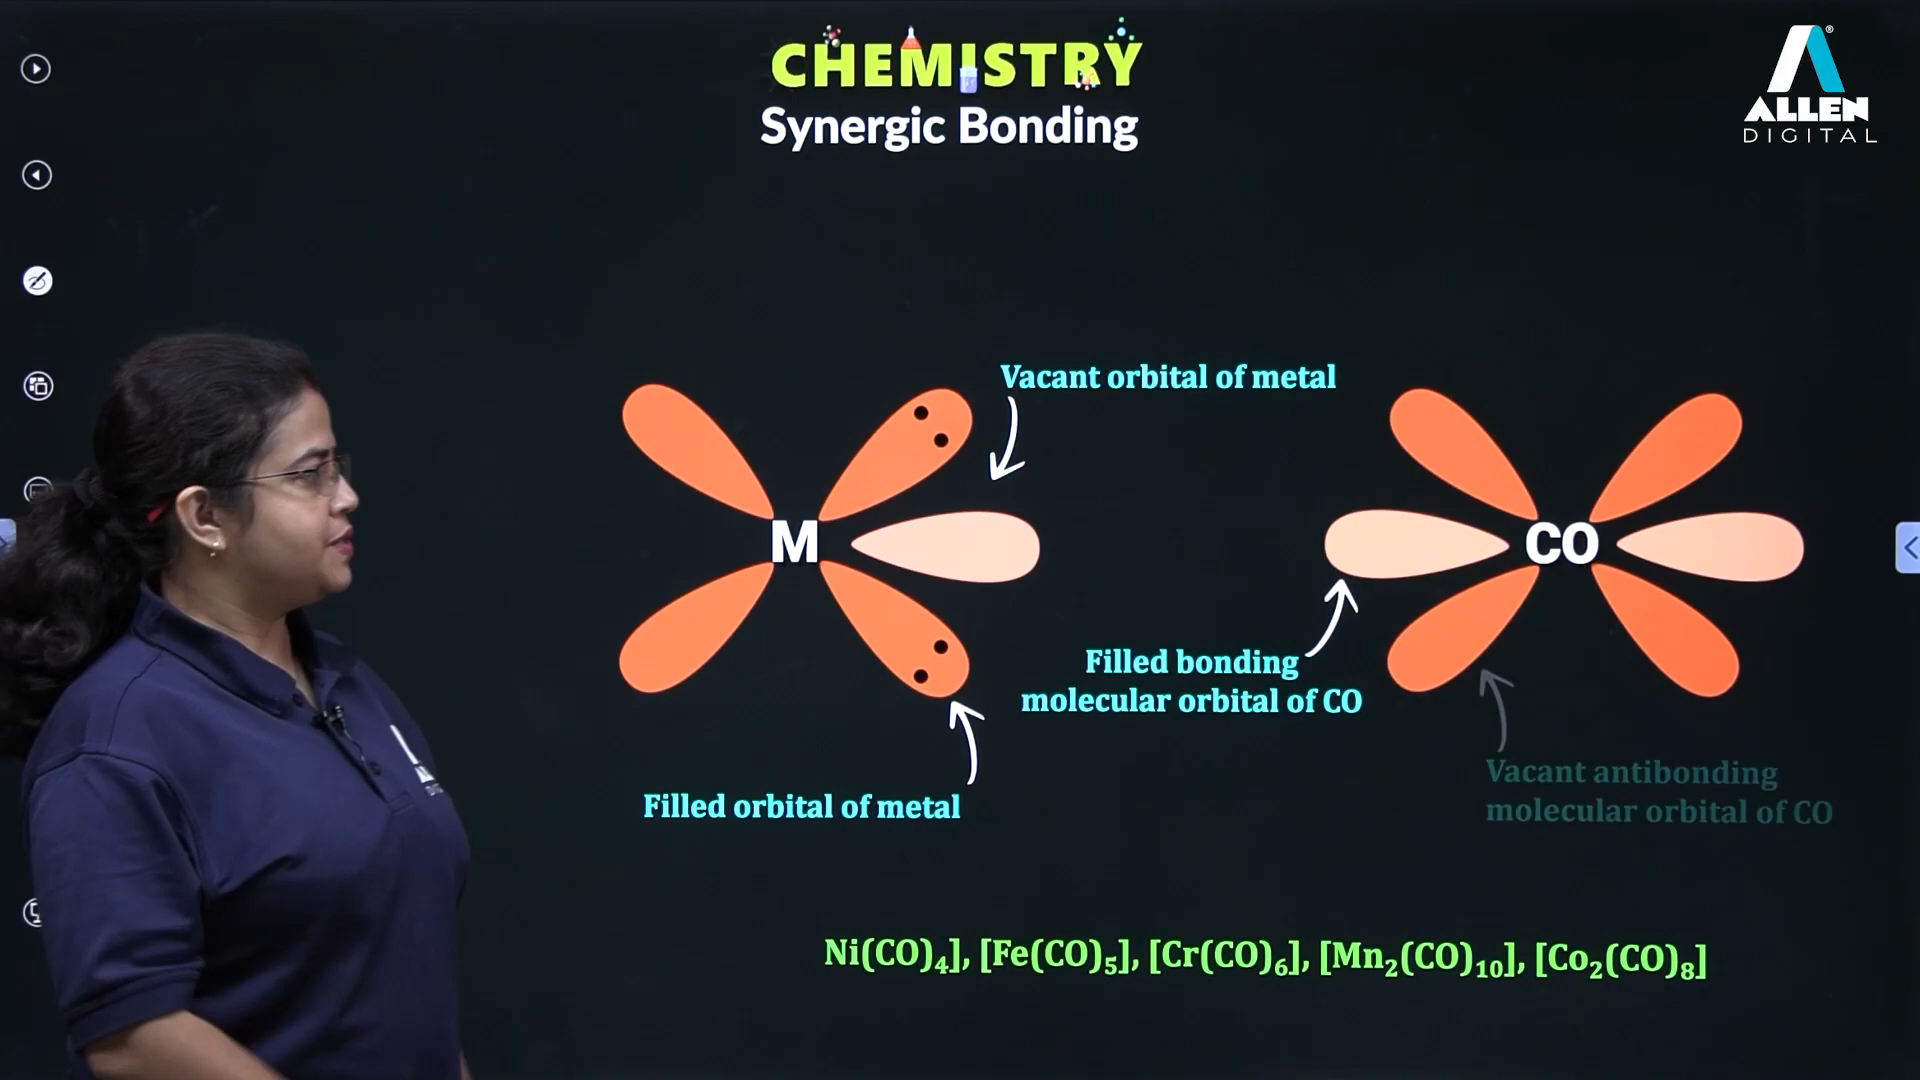 CHEMISTRY
Synergic Bonding
ALLEN
DIGITAL
Vacant orbital of metal
M
CO
Filled bonding
molecular orbital of CO
Vacant antibonding
molecular orbital of CO
Filled orbital of metal
Ni(CO)₄], [Fe(CO)₅], [Cr(CO)₆], [Mn₂(CO)₁₀], [Co₂(CO)₈]